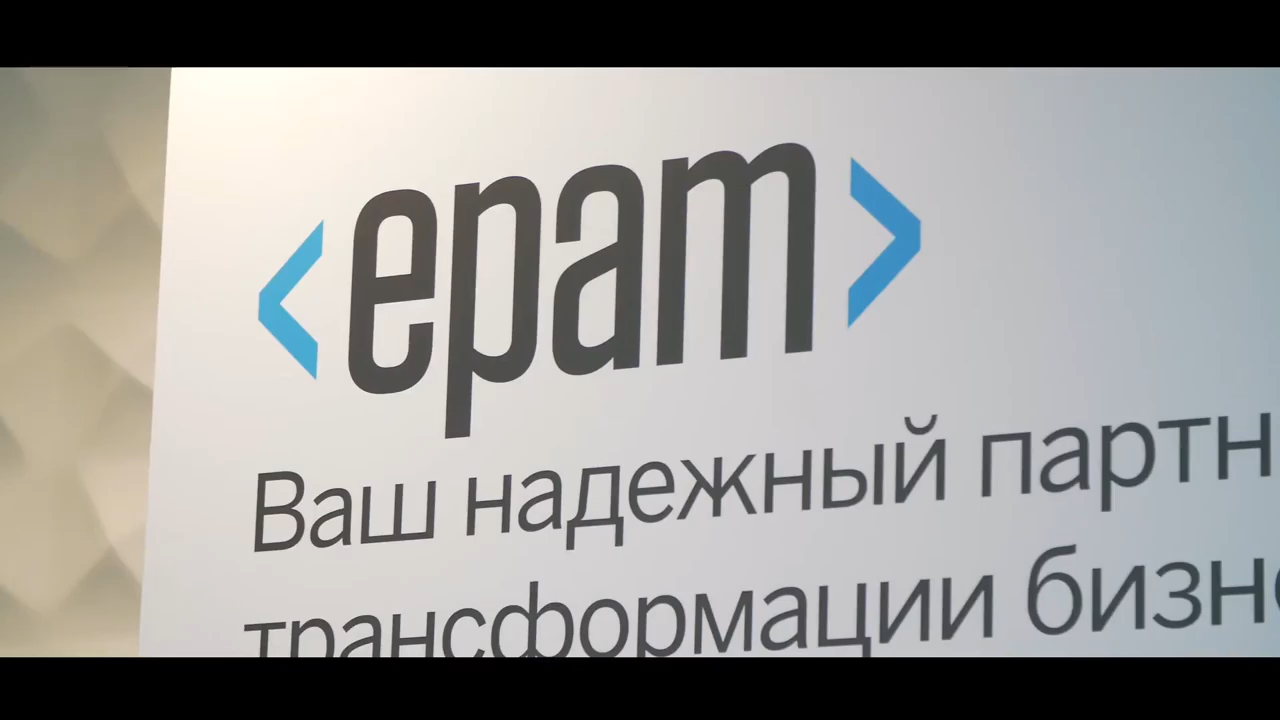 <epam>
Ваш надежный партн
трансформации бизн